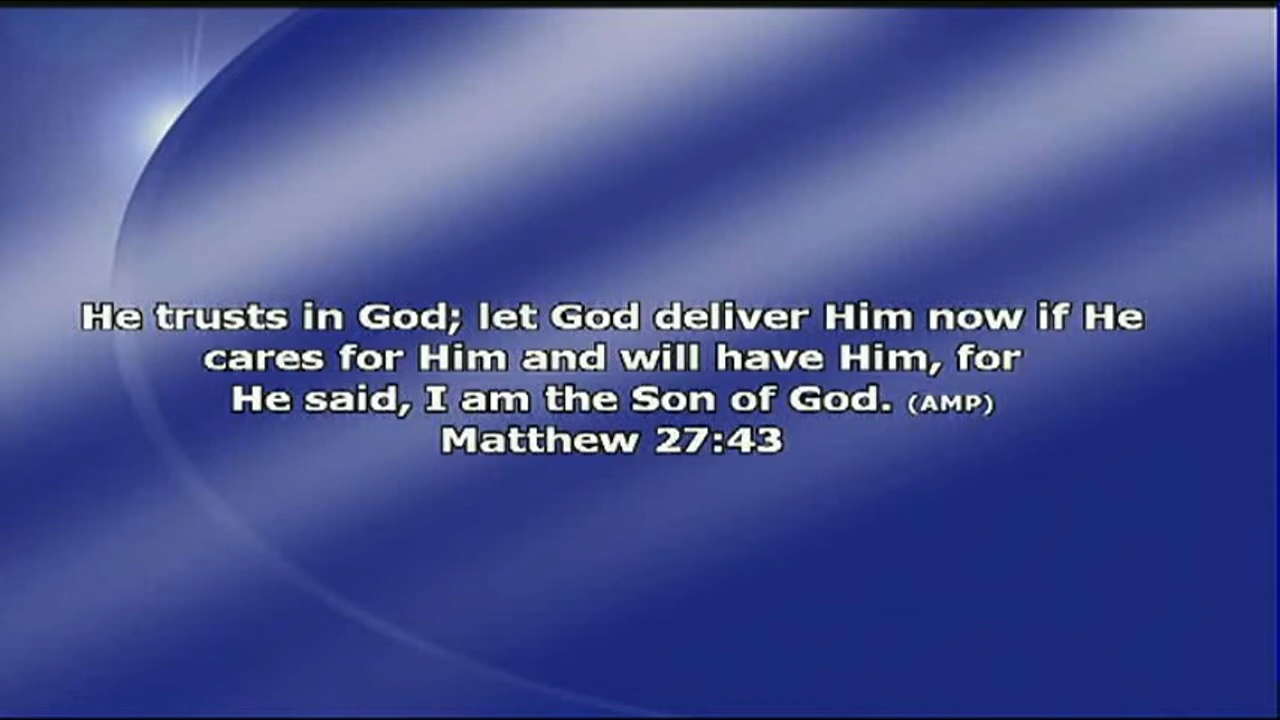 He trusts in God; let God deliver Him now if He
cares for Him and will have Him, for
He said, I am the Son of God. (AMP)
Matthew 27:43